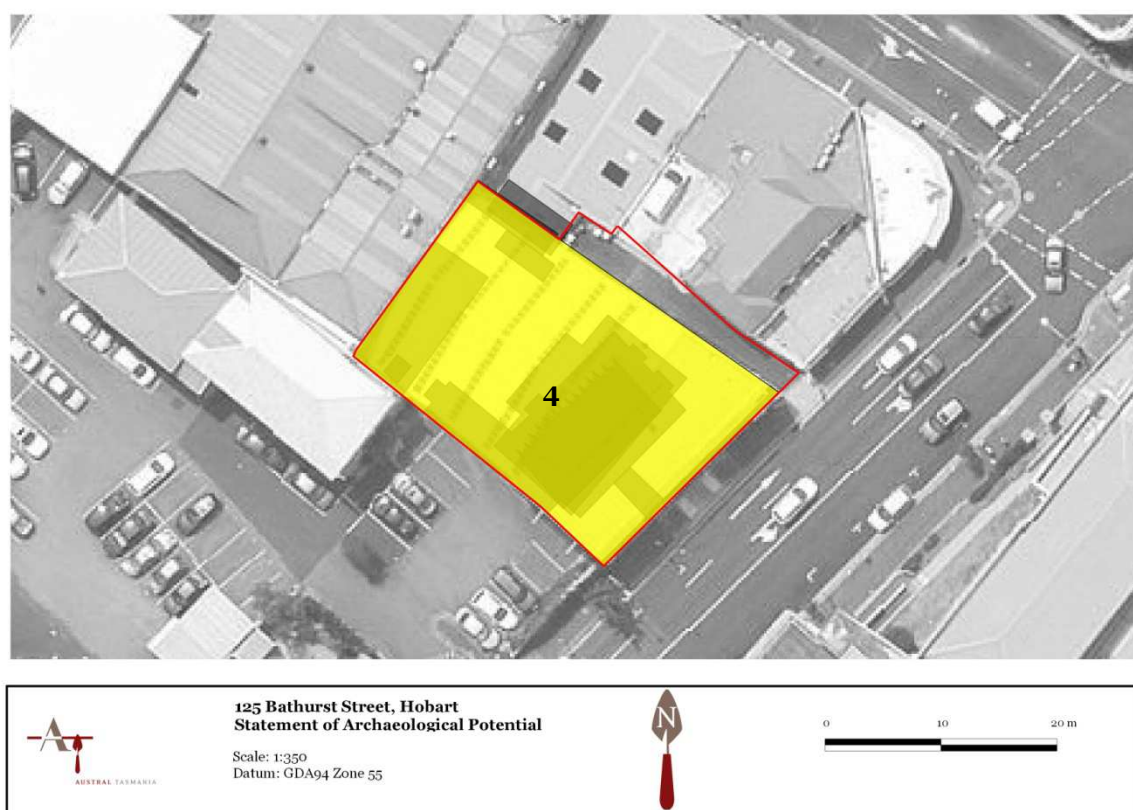 4
125 Bathurst Street, Hobart
Statement of Archaeological Potential
Scale: 1:350
Datum: GDA94 Zone 55
A
AUSTRAL TASMANIA
N
0 10 20 m